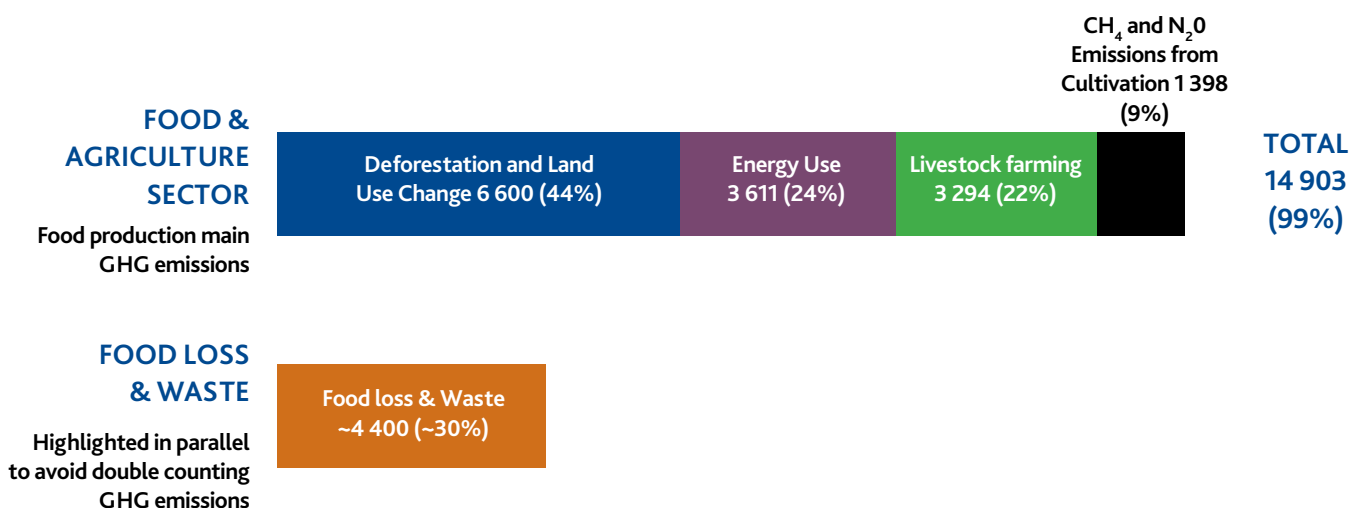 CH₄ and N₂0
Emissions from
Cultivation 1 398
(9%)
FOOD &
AGRICULTURE
SECTOR
Food production main
GHG emissions
Deforestation and Land
Use Change 6 600 (44%)
Energy Use
3 611 (24%)
Livestock farming
3 294 (22%)
TOTAL
14 903
(99%)
FOOD LOSS
& WASTE
Highlighted in parallel
to avoid double counting
GHG emissions
Food loss & Waste
~4 400 (~30%)